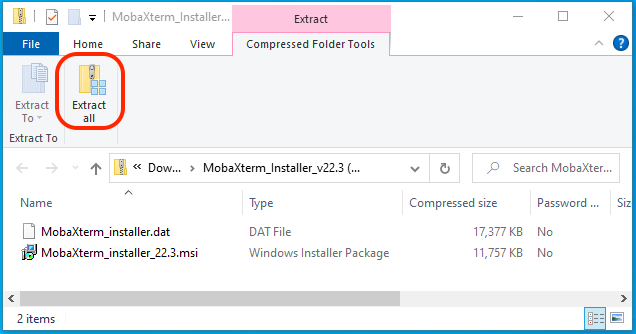 MobaXterm_Installer...
Extract
File
Home
Share
View
Compressed Folder Tools
Extract
To
Extract
all
Extract To
Dow...
MobaXterm_Installer_v22.3 (...
Search MobaXter...
Name
Type
Compressed size
Password ...
MobaXterm_installer.dat
DAT File
17,377 KB
No
MobaXterm_installer_22.3.msi
Windows Installer Package
11,757 KB
No
2 items